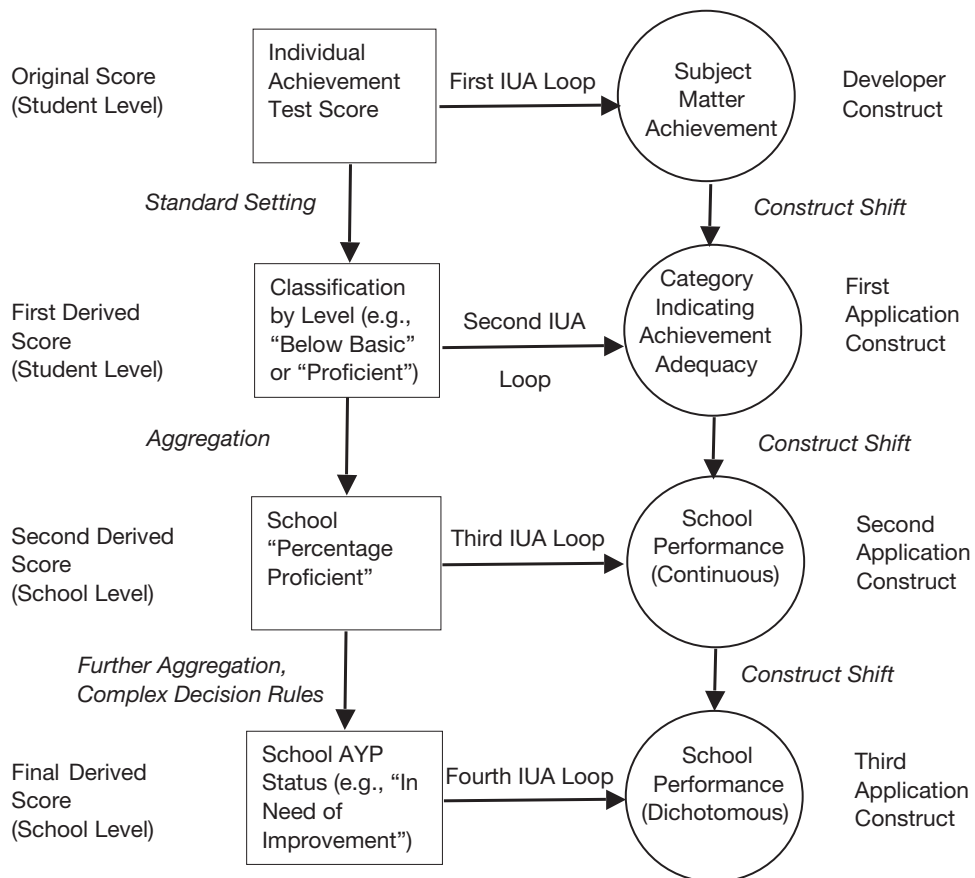 Original Score
(Student Level)
Individual
Achievement
Test Score
First IUA Loop
Subject
Matter
Achievement
Developer
Construct
Standard Setting
Construct Shift
First Derived
Score
(Student Level)
Classification
by Level (e.g.,
“Below Basic”
or “Proficient”)
Second IUA
Loop
Category
Indicating
Achievement
Adequacy
First
Application
Construct
Aggregation
Construct Shift
Second Derived
Score
(School Level)
School
“Percentage
Proficient”
Third IUA Loop
School
Performance
(Continuous)
Second
Application
Construct
Further Aggregation,
Complex Decision Rules
Construct Shift
Final Derived
Score
(School Level)
School AYP
Status (e.g., “In
Need of
Improvement”)
Fourth IUA Loop
School
Performance
(Dichotomous)
Third
Application
Construct